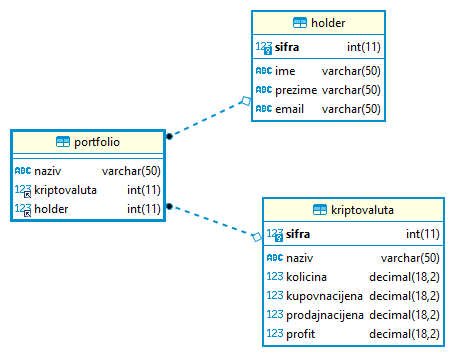 holder
123 sifra int(11)
ABC ime varchar(50)
ABC prezime varchar(50)
ABC email varchar(50)
portfolio
ABC naziv varchar(50)
123 kriptovaluta int(11)
123 holder int(11)
kriptovaluta
123 sifra int(11)
ABC naziv varchar(50)
123 kolicina decimal(18,2)
123 kupovnacijena decimal(18,2)
123 prodajnacijena decimal(18,2)
123 profit decimal(18,2)